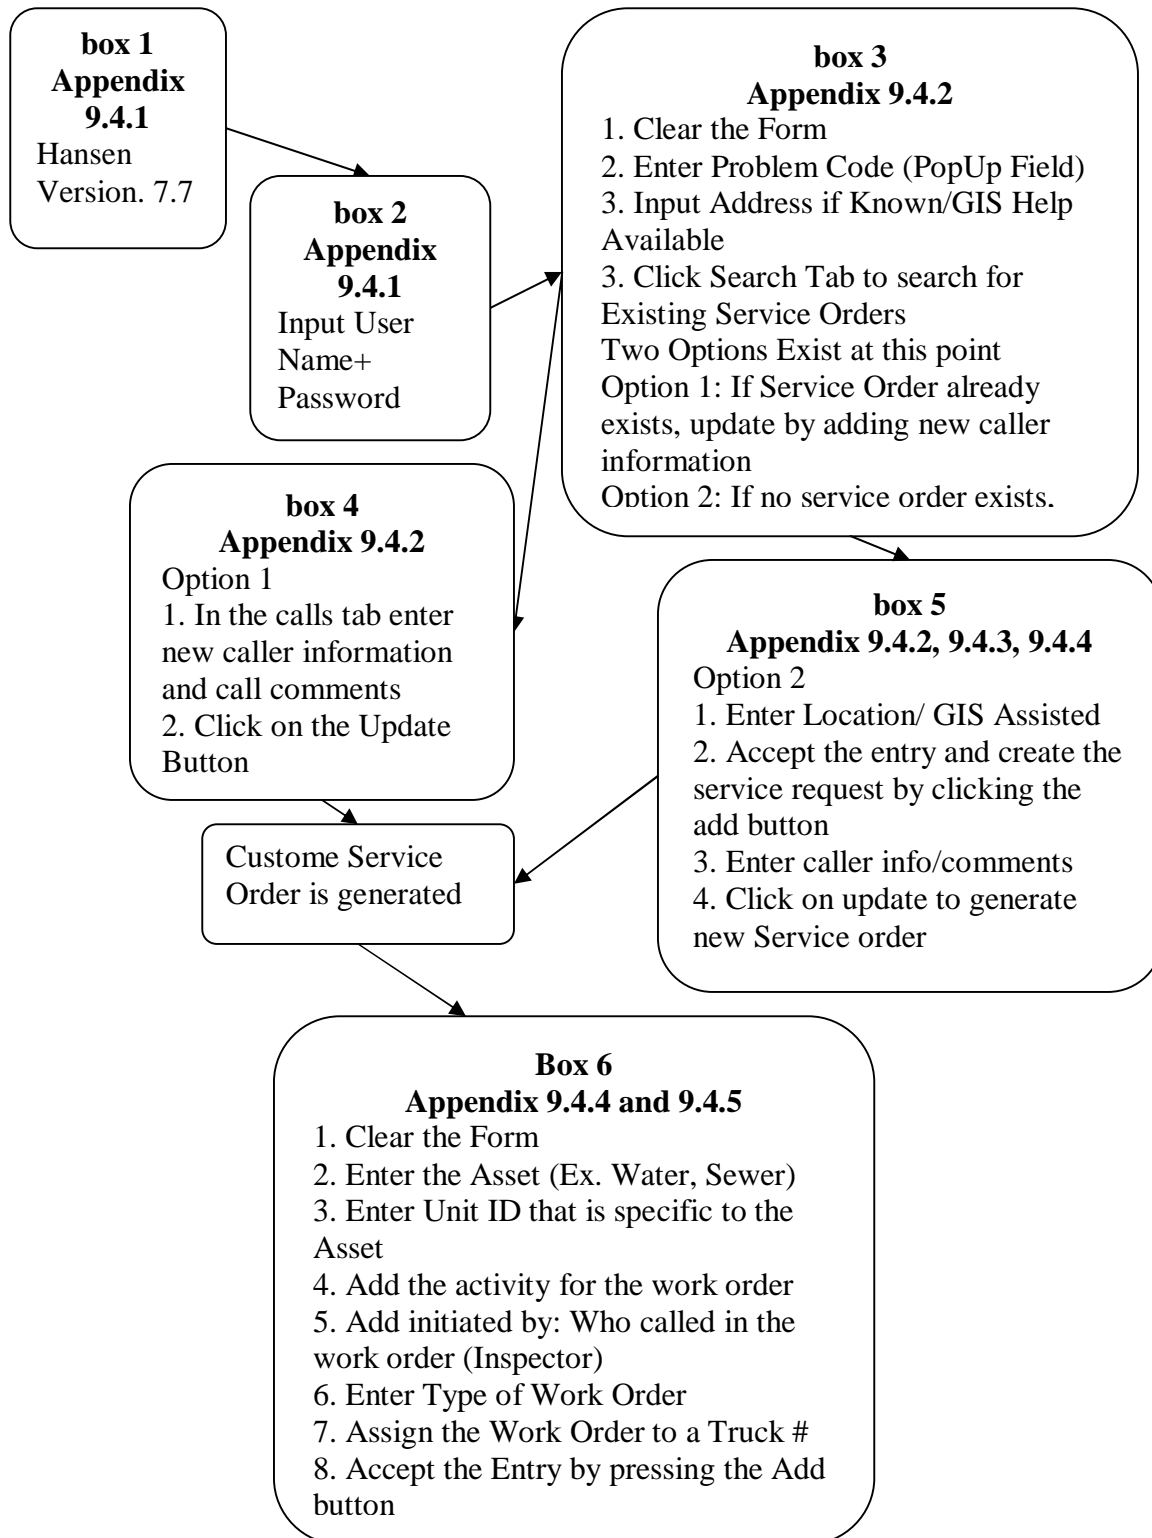 box 1
Appendix
9.4.1
Hansen
Version. 7.7
box 2
Appendix
9.4.1
Input User
Name+
Password
box 3
Appendix 9.4.2
1. Clear the Form
2. Enter Problem Code (PopUp Field)
3. Input Address if Known/GIS Help
Available
3. Click Search Tab to search for
Existing Service Orders
Two Options Exist at this point
Option 1: If Service Order already
exists, update by adding new caller
information
Option 2: If no service order exists.
box 4
Appendix 9.4.2
Option 1
1. In the calls tab enter
new caller information
and call comments
2. Click on the Update
Button
box 5
Appendix 9.4.2, 9.4.3, 9.4.4
Option 2
1. Enter Location/ GIS Assisted
2. Accept the entry and create the
service request by clicking the
add button
3. Enter caller info/comments
4. Click on update to generate
new Service order
Custome Service
Order is generated
Box 6
Appendix 9.4.4 and 9.4.5
1. Clear the Form
2. Enter the Asset (Ex. Water, Sewer)
3. Enter Unit ID that is specific to the
Asset
4. Add the activity for the work order
5. Add initiated by: Who called in the
work order (Inspector)
6. Enter Type of Work Order
7. Assign the Work Order to a Truck #
8. Accept the Entry by pressing the Add
button